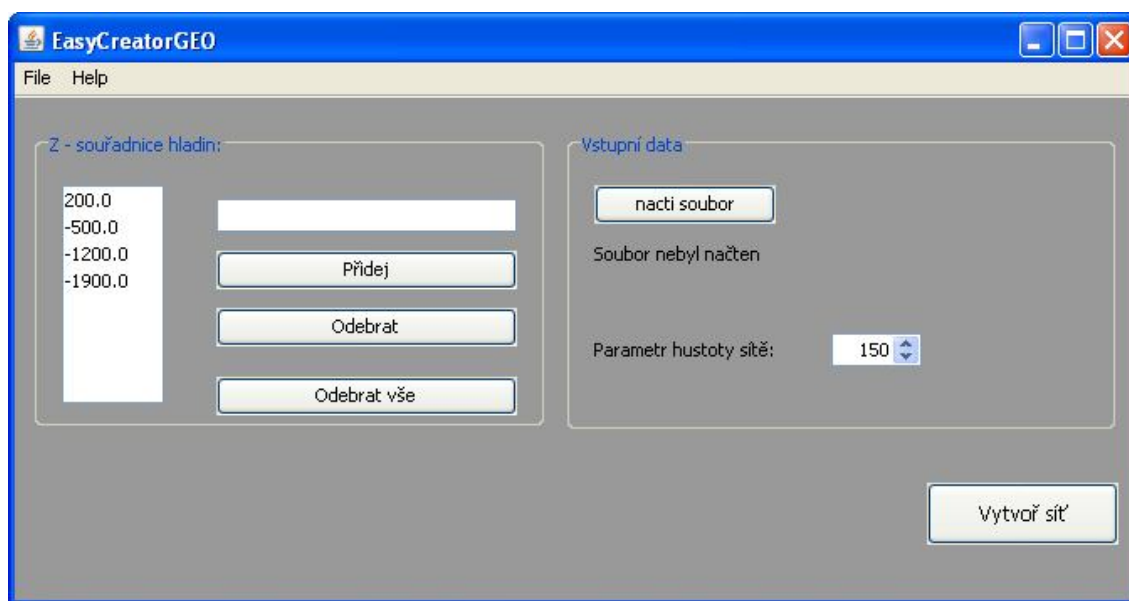 EasyCreatorGEO
File Help
Z - souřadnice hladin:
200.0
-500.0
-1200.0
-1900.0
Přidej
Odebrat
Odebrat vše
Vstupní data
nacti soubor
Soubor nebyl načten
Parametr hustoty sítě: 150
Vytvoř síť